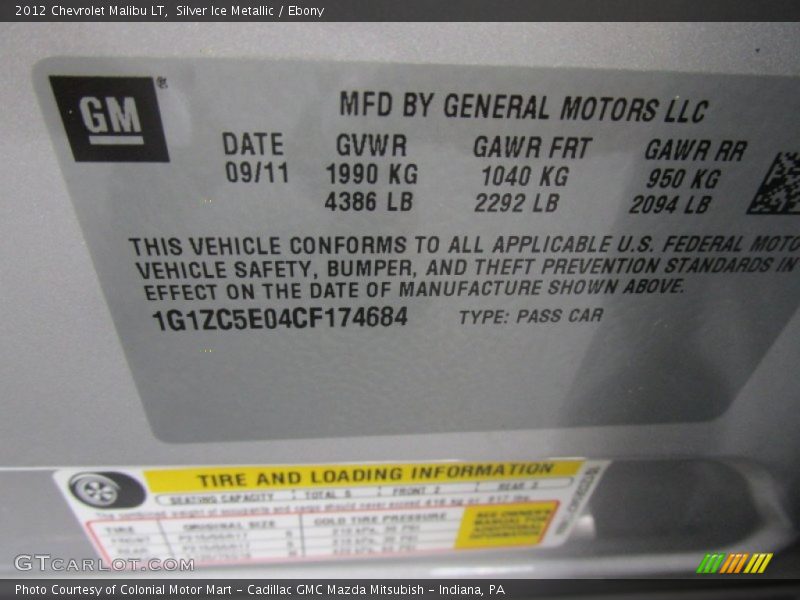 2012 Chevrolet Malibu LT,  Silver Ice Metallic / Ebony
GM®
MFD BY GENERAL MOTORS LLC
DATE GVWR GAWR FRT GAWR RR
09/11 1990 KG 1040 KG 950 KG
4386 LB 2292 LB 2094 LB
THIS VEHICLE CONFORMS TO ALL APPLICABLE U.S. FEDERAL MOTO
VEHICLE SAFETY, BUMPER, AND THEFT PREVENTION STANDARDS IN
EFFECT ON THE DATE OF MANUFACTURE SHOWN ABOVE.
1G1ZC5E04CF174684 TYPE: PASS CAR
TIRE AND LOADING INFORMATION
SEATING CAPACITY TOTAL 5 FRONT 2 REAR 3
TIRE ORIGINAL SIZE COLD TIRE PRESSURE
SEE OWNER'S
MANUAL FOR
INFORMATION
GTCarLot.com
Photo Courtesy of Colonial Motor Mart – Cadillac GMC Mazda Mitsubish – Indiana, PA